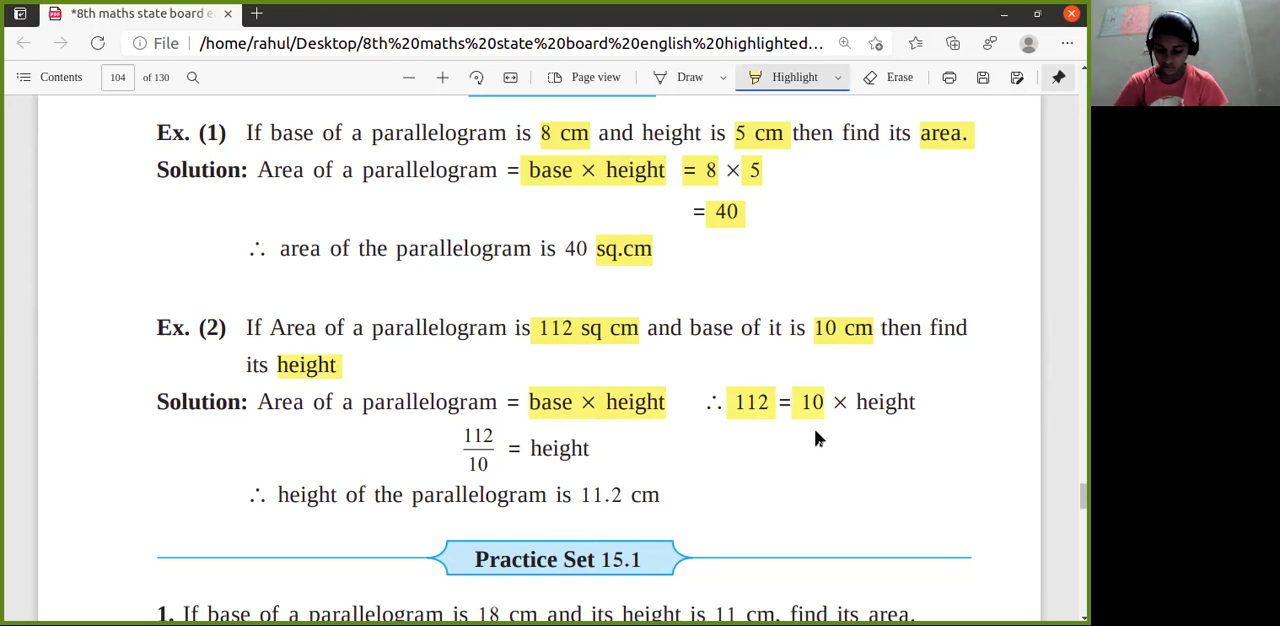 *8th maths state board e
File /home/rahul/Desktop/8th%20maths%20state%20board%20english%20highlighted...
Contents 104 of 130 Page view Draw Highlight Erase
Ex. (1) If base of a parallelogram is 8 cm and height is 5 cm then find its area.
Solution: Area of a parallelogram = base × height = 8 × 5
= 40
∴ area of the parallelogram is 40 sq.cm
Ex. (2) If Area of a parallelogram is 112 sq cm and base of it is 10 cm then find
its height
Solution: Area of a parallelogram = base × height ∴ 112 = 10 × height
112/10 = height
∴ height of the parallelogram is 11.2 cm
Practice Set 15.1
1. If base of a parallelogram is 18 cm and its height is 11 cm, find its area.